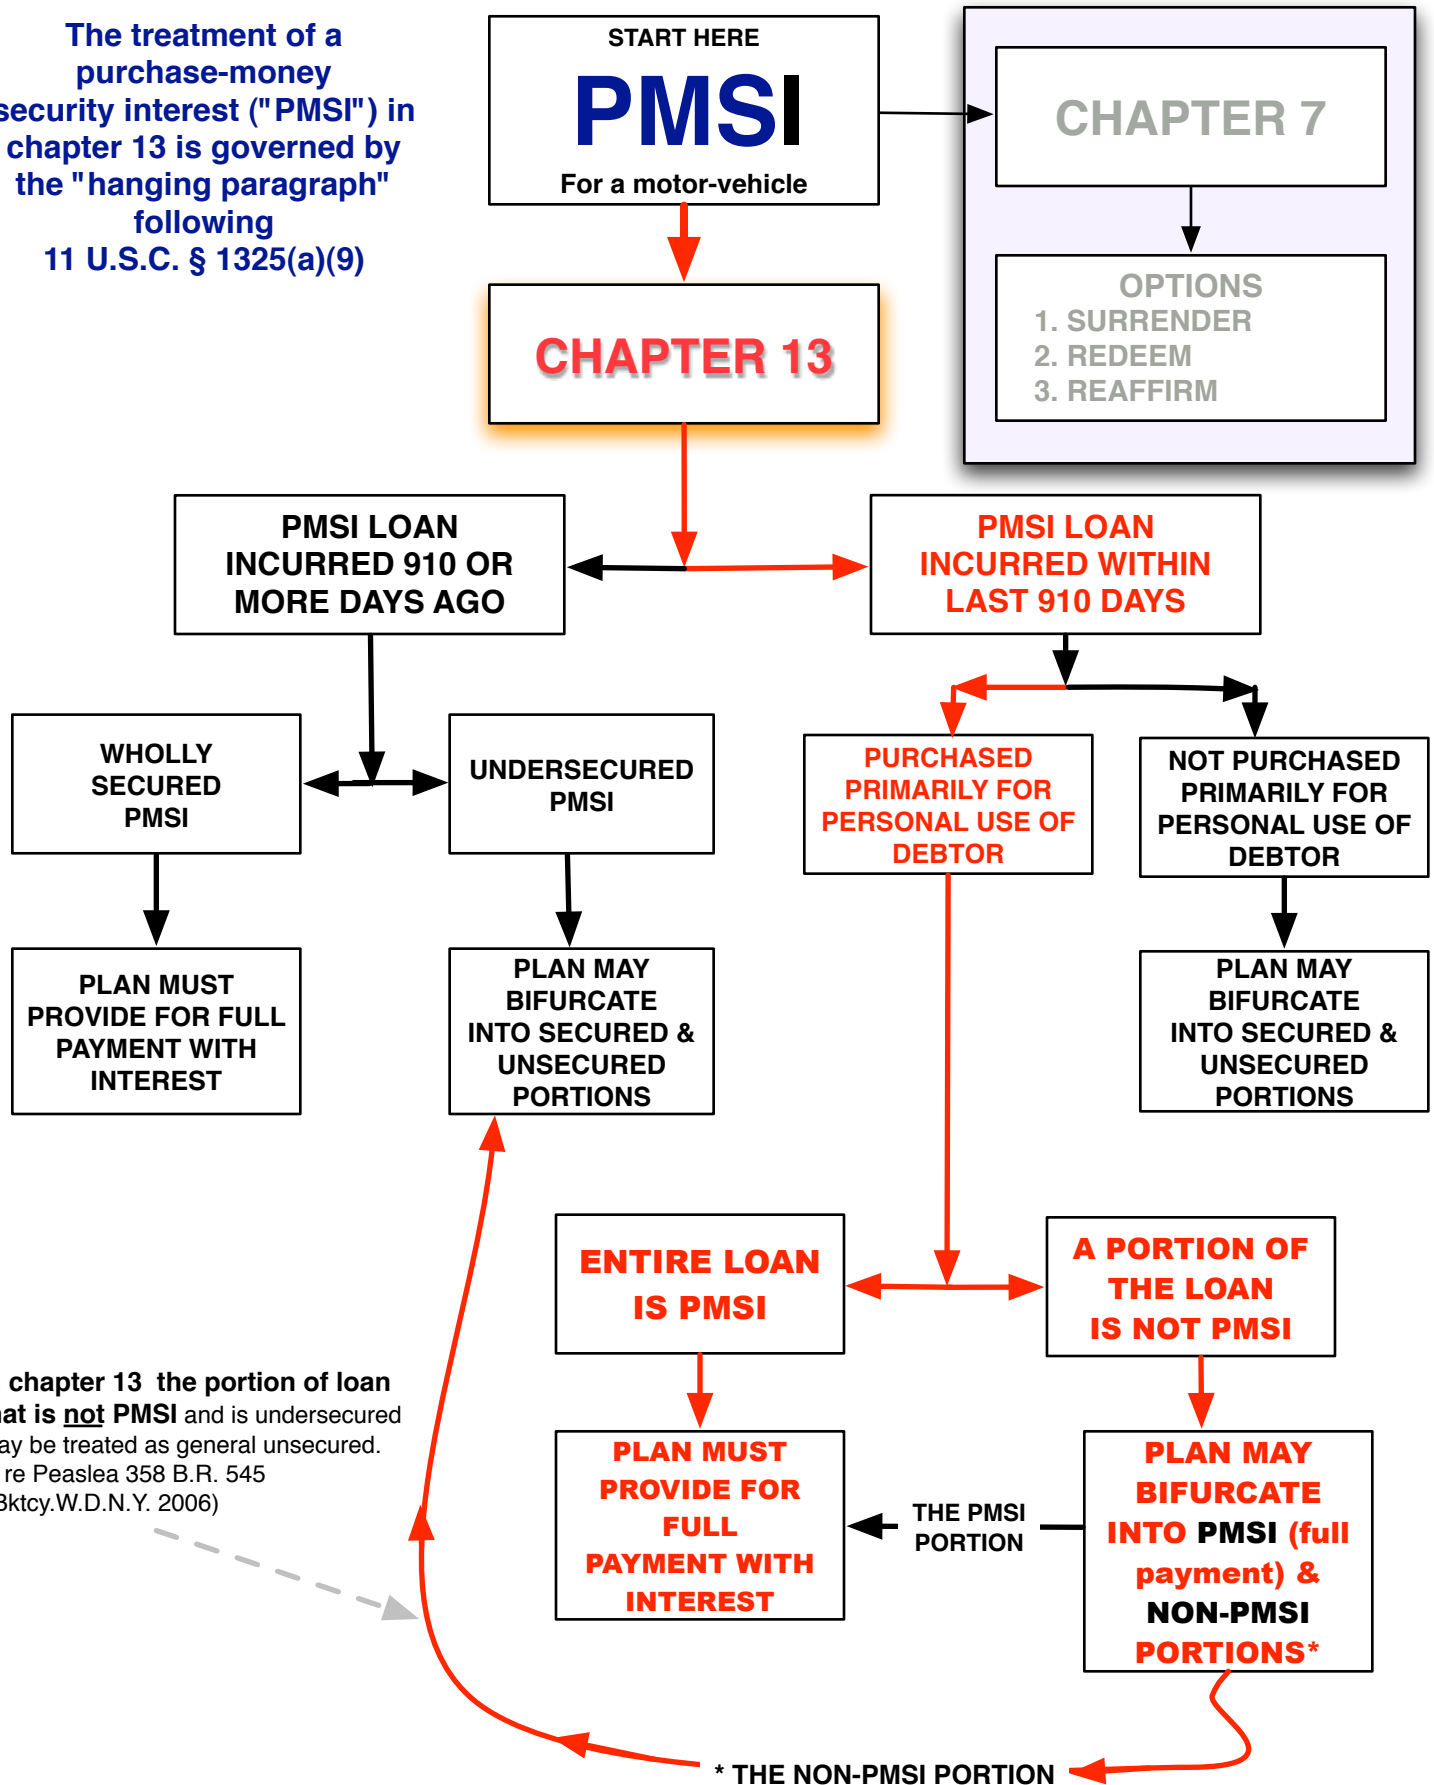 The treatment of a
purchase-money
security interest ("PMSI") in
chapter 13 is governed by
the "hanging paragraph"
following
11 U.S.C. § 1325(a)(9)
START HERE
PMSI
For a motor-vehicle
CHAPTER 7
OPTIONS
1. SURRENDER
2. REDEEM
3. REAFFIRM
CHAPTER 13
PMSI LOAN
INCURRED 910 OR
MORE DAYS AGO
PMSI LOAN
INCURRED WITHIN
LAST 910 DAYS
WHOLLY
SECURED
PMSI
UNDERSECURED
PMSI
PURCHASED
PRIMARILY FOR
PERSONAL USE OF
DEBTOR
NOT PURCHASED
PRIMARILY FOR
PERSONAL USE OF
DEBTOR
PLAN MUST
PROVIDE FOR FULL
PAYMENT WITH
INTEREST
PLAN MAY
BIFURCATE
INTO SECURED &
UNSECURED
PORTIONS
PLAN MAY
BIFURCATE
INTO SECURED &
UNSECURED
PORTIONS
ENTIRE LOAN
IS PMSI
A PORTION OF
THE LOAN
IS NOT PMSI
chapter 13 the portion of loan
that is not PMSI and is undersecured
may be treated as general unsecured.
re Peaslea 358 B.R. 545
Bktcy.W.D.N.Y. 2006)
PLAN MUST
PROVIDE FOR
FULL
PAYMENT WITH
INTEREST
THE PMSI
PORTION
PLAN MAY
BIFURCATE
INTO PMSI (full
payment) &
NON-PMSI
PORTIONS*
* THE NON-PMSI PORTION